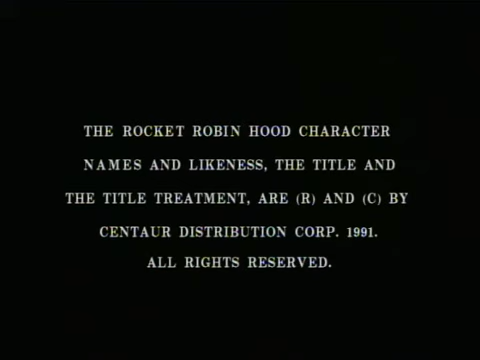 THE ROCKET ROBIN HOOD CHARACTER
NAMES AND LIKENESS, THE TITLE AND
THE TITLE TREATMENT, ARE (R) AND (C) BY
CENTAUR DISTRIBUTION CORP. 1991.
ALL RIGHTS RESERVED.